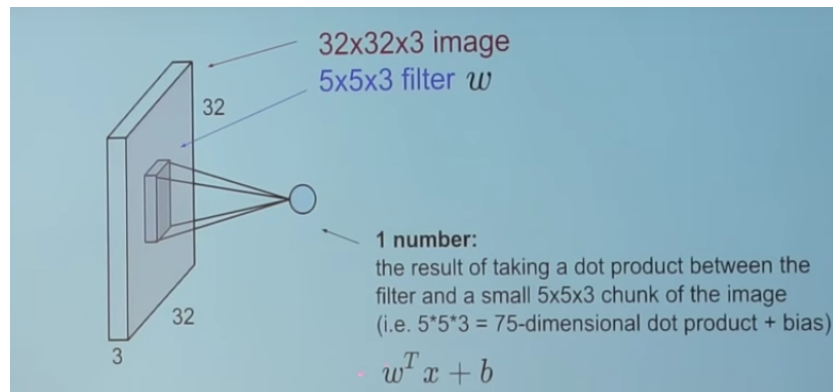 32x32x3 image
5x5x3 filter w
32
1 number:
the result of taking a dot product between the
filter and a small 5x5x3 chunk of the image
(i.e. 5*5*3 = 75-dimensional dot product + bias)
32
3
w^T x + b